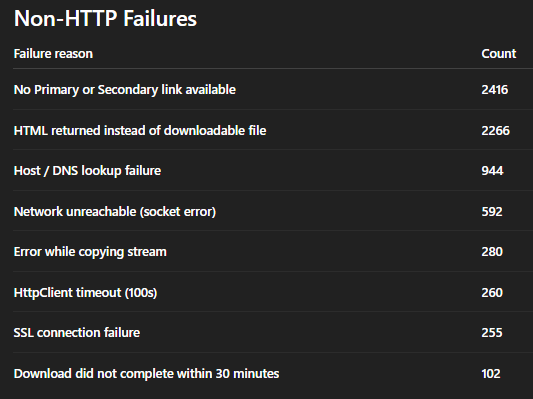 Non-HTTP Failures
Failure reason Count
No Primary or Secondary link available 2416
HTML returned instead of downloadable file 2266
Host / DNS lookup failure 944
Network unreachable (socket error) 592
Error while copying stream 280
HttpClient timeout (100s) 260
SSL connection failure 255
Download did not complete within 30 minutes 102